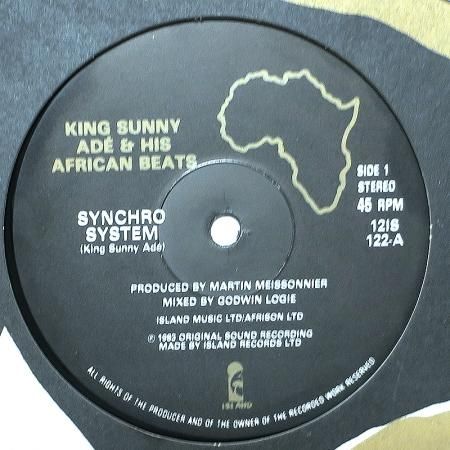 KING SUNNY
ADÉ & HIS
AFRICAN BEATS
SIDE 1
STEREO
45 RPM
12IS
122-A
SYNCHRO
SYSTEM
(King Sunny Adé)
PRODUCED BY MARTIN MEISSONNIER
MIXED BY GODWIN LOGIE
ISLAND MUSIC LTD/AFRISON LTD
℗ 1983 ORIGINAL SOUND RECORDING
MADE BY ISLAND RECORDS LTD
ISLAND
ALL RIGHTS OF THE PRODUCER AND OF THE OWNER OF THE RECORDED WORK RESERVED